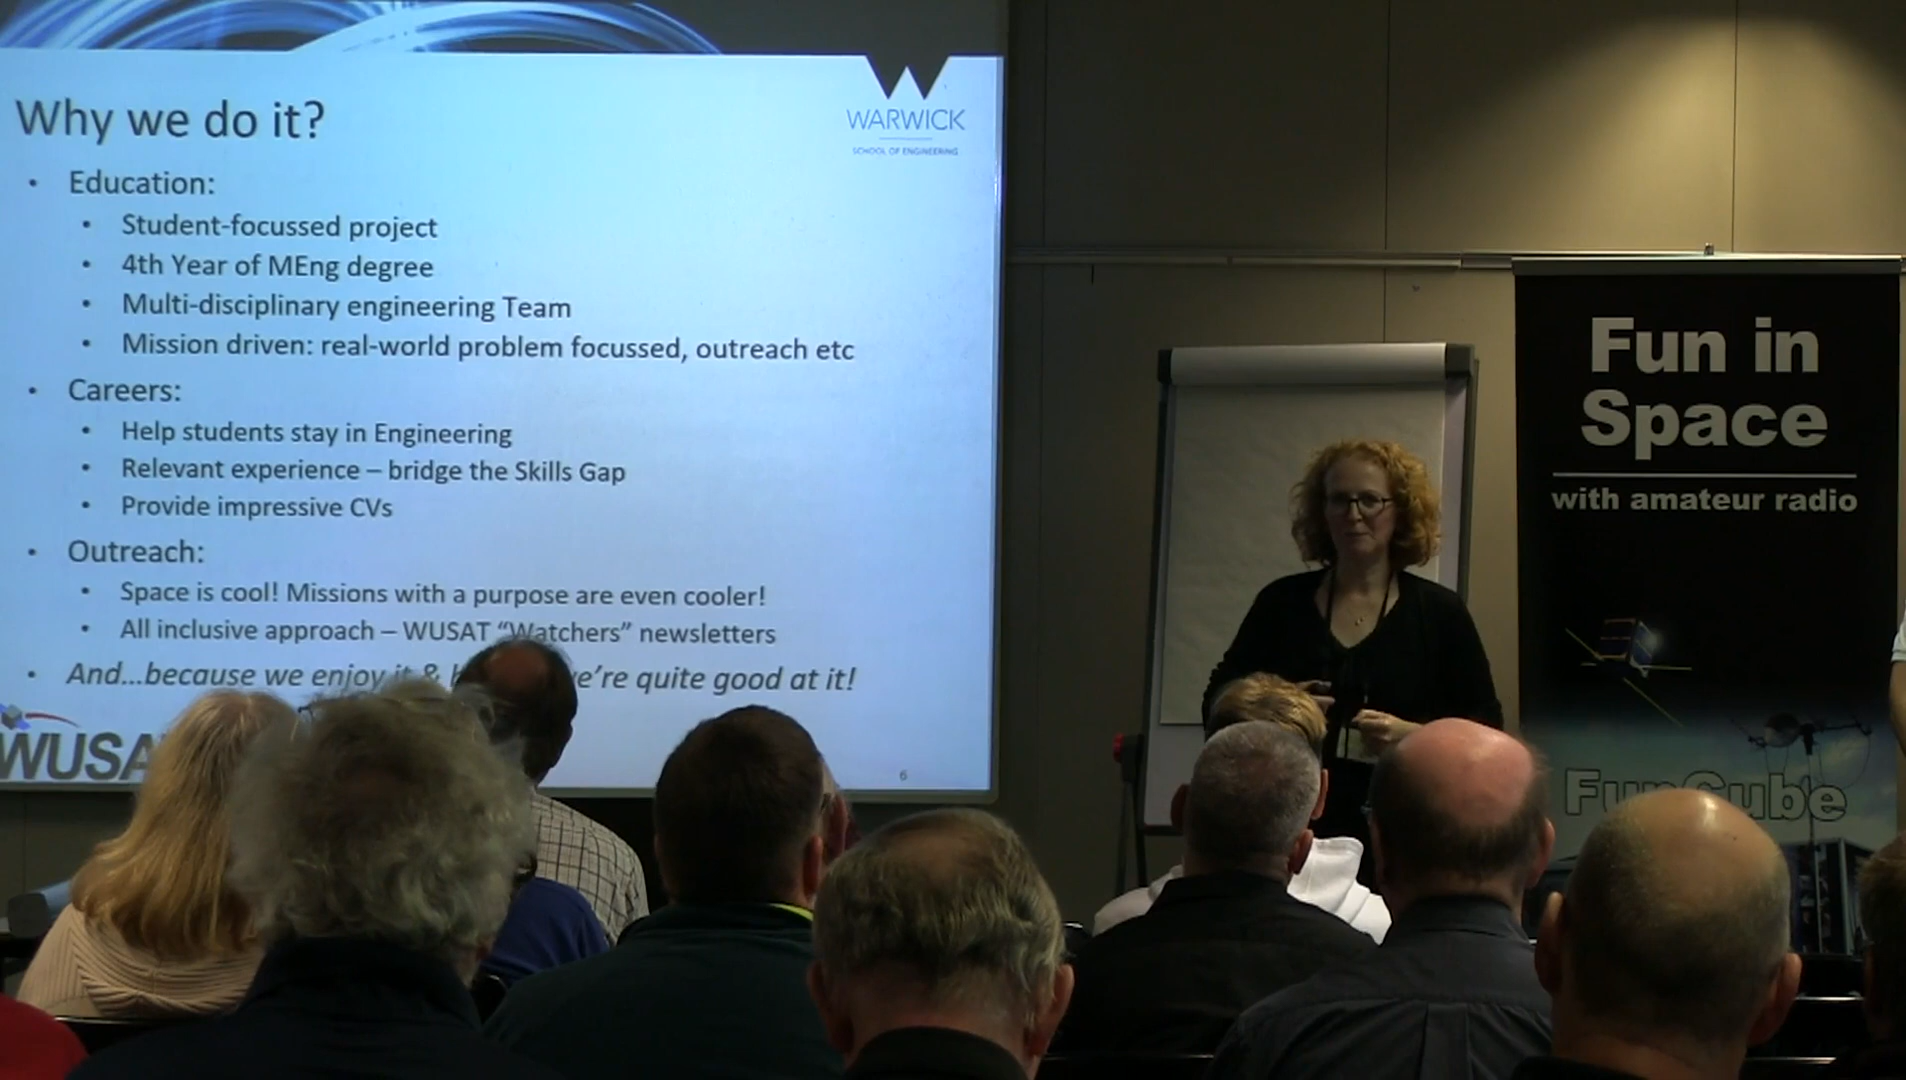 Why we do it?
WARWICK
SCHOOL OF ENGINEERING
• Education:
• Student-focussed project
• 4th Year of MEng degree
• Multi-disciplinary engineering Team
• Mission driven: real-world problem focussed, outreach etc
• Careers:
• Help students stay in Engineering
• Relevant experience – bridge the Skills Gap
• Provide impressive CVs
• Outreach:
• Space is cool! Missions with a purpose are even cooler!
• All inclusive approach – WUSAT “Watchers” newsletters
• And...because we enjoy it & we’re quite good at it!
WUSA
6
Fun in
Space
with amateur radio
FunCube